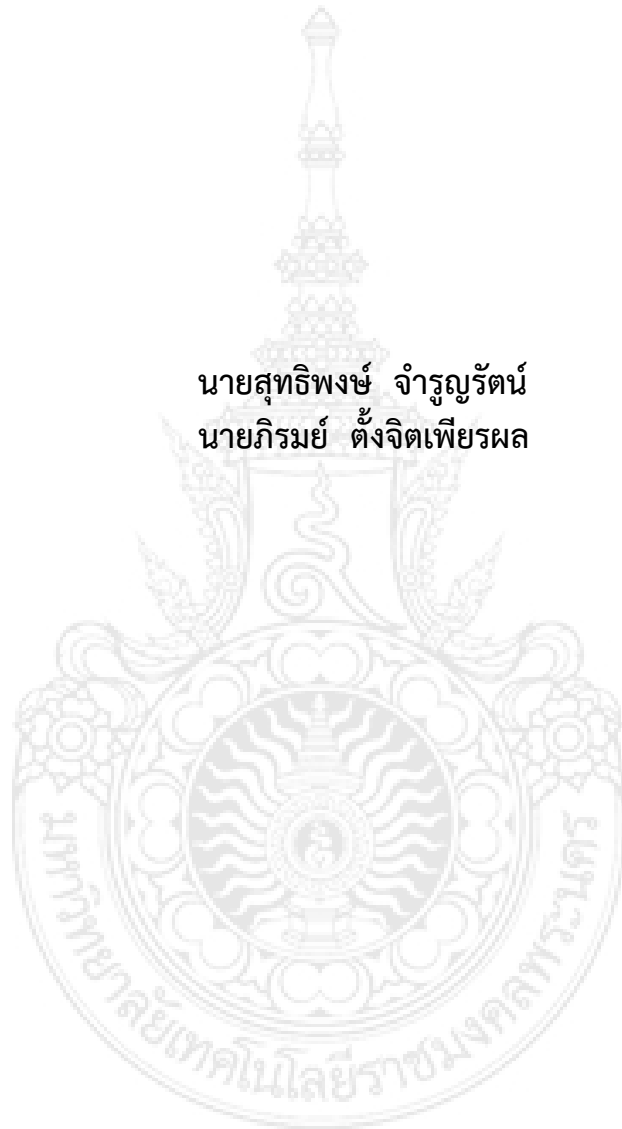 นายสุทธิพงษ์ จำรูญรัตน์
นายภิรมย์ ตั้งจิตเพียรผล
มหาวิทยาลัยเทคโนโลยีราชมงคลพระนคร